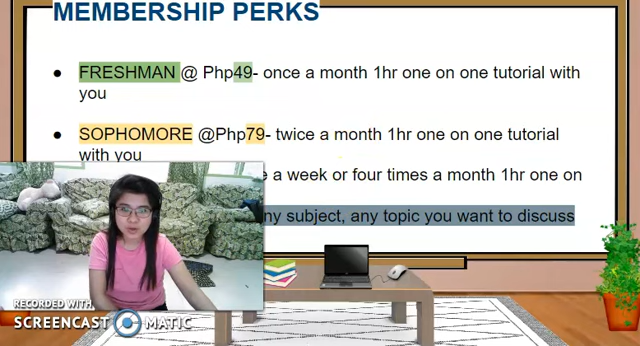 MEMBERSHIP PERKS
● FRESHMAN @ Php49- once a month 1hr one on one tutorial with
you
● SOPHOMORE @Php79- twice a month 1hr one on one tutorial
with you
a week or four times a month 1hr one on
subject, any topic you want to discuss
RECORDED WITH
SCREENCAST MATIC